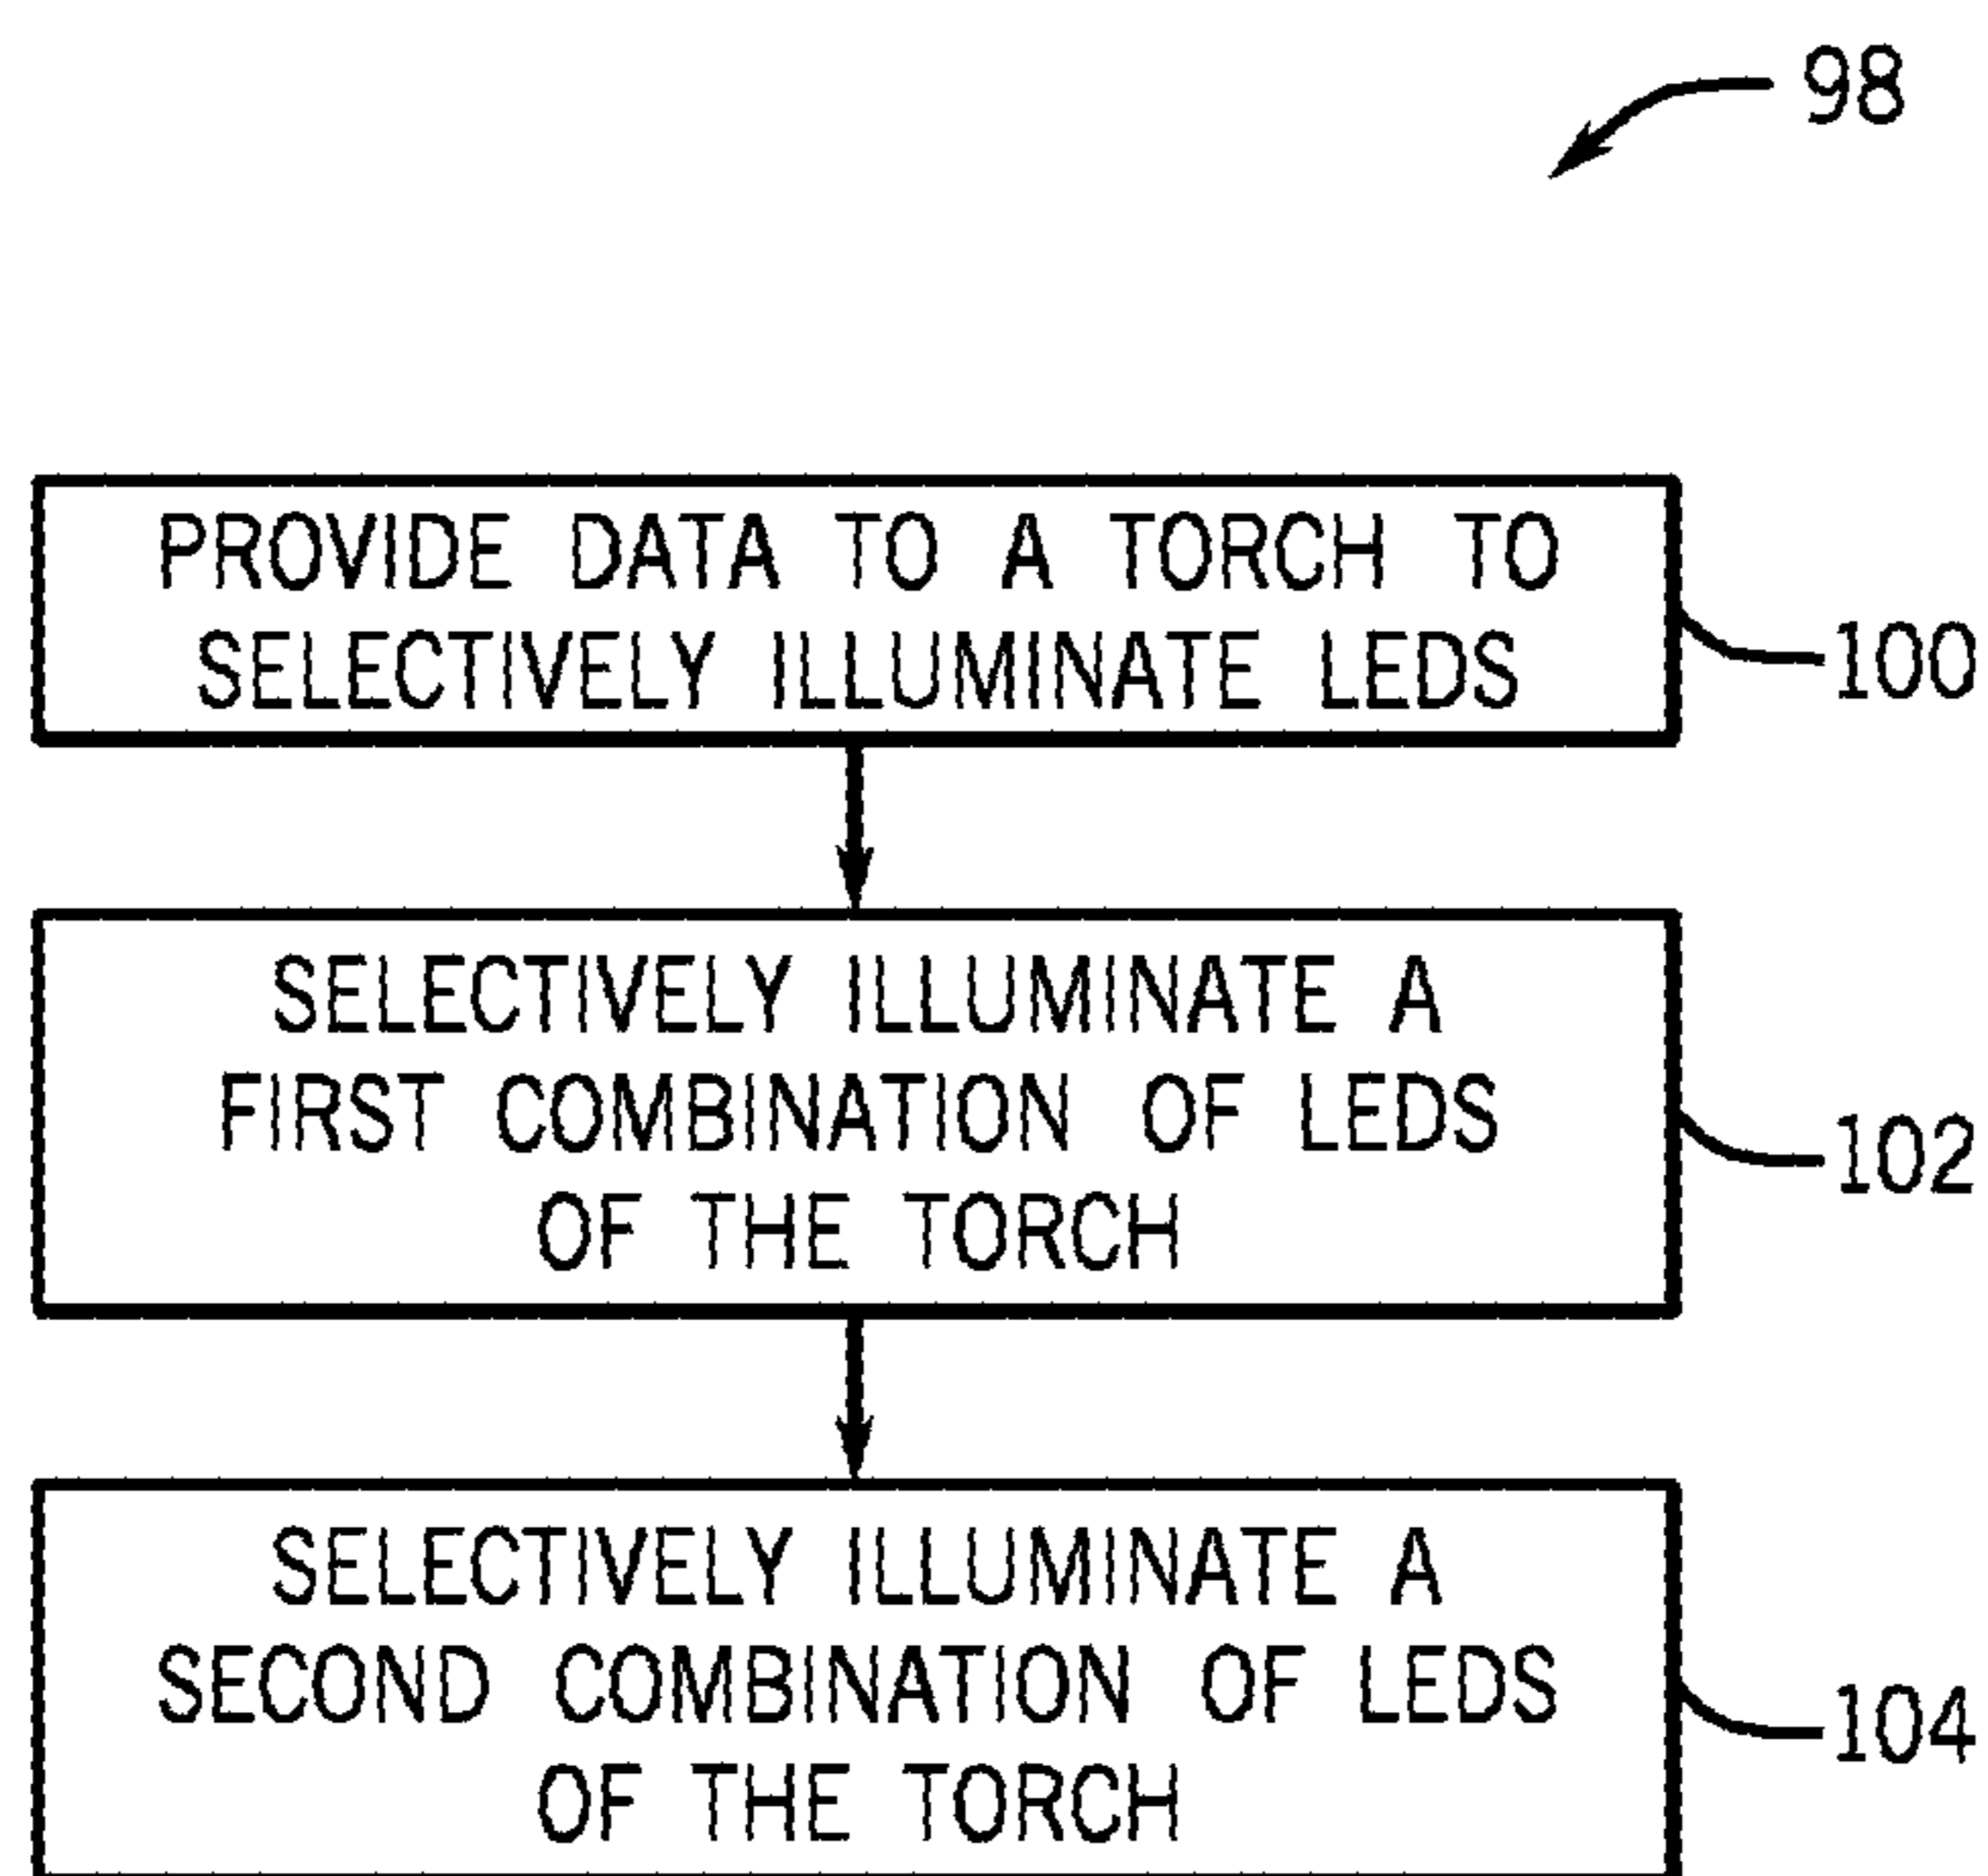 98
PROVIDE DATA TO A TORCH TO
SELECTIVELY ILLUMINATE LEDS
100
SELECTIVELY ILLUMINATE A
FIRST COMBINATION OF LEDS
OF THE TORCH
102
SELECTIVELY ILLUMINATE A
SECOND COMBINATION OF LEDS
OF THE TORCH
104